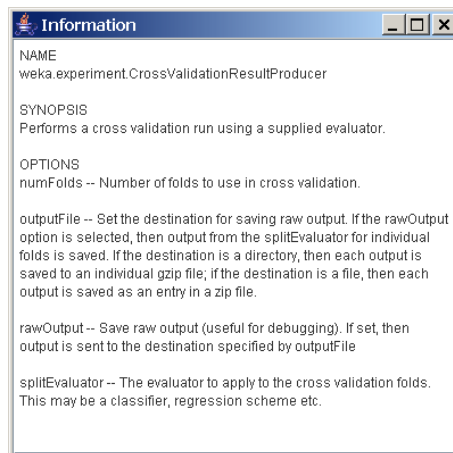 Information
NAME
weka.experiment.CrossValidationResultProducer
SYNOPSIS
Performs a cross validation run using a supplied evaluator.
OPTIONS
numFolds -- Number of folds to use in cross validation.
outputFile -- Set the destination for saving raw output. If the rawOutput
option is selected, then output from the splitEvaluator for individual
folds is saved. If the destination is a directory, then each output is
saved to an individual gzip file; if the destination is a file, then each
output is saved as an entry in a zip file.
rawOutput -- Save raw output (useful for debugging). If set, then
output is sent to the destination specified by outputFile
splitEvaluator -- The evaluator to apply to the cross validation folds.
This may be a classifier, regression scheme etc.